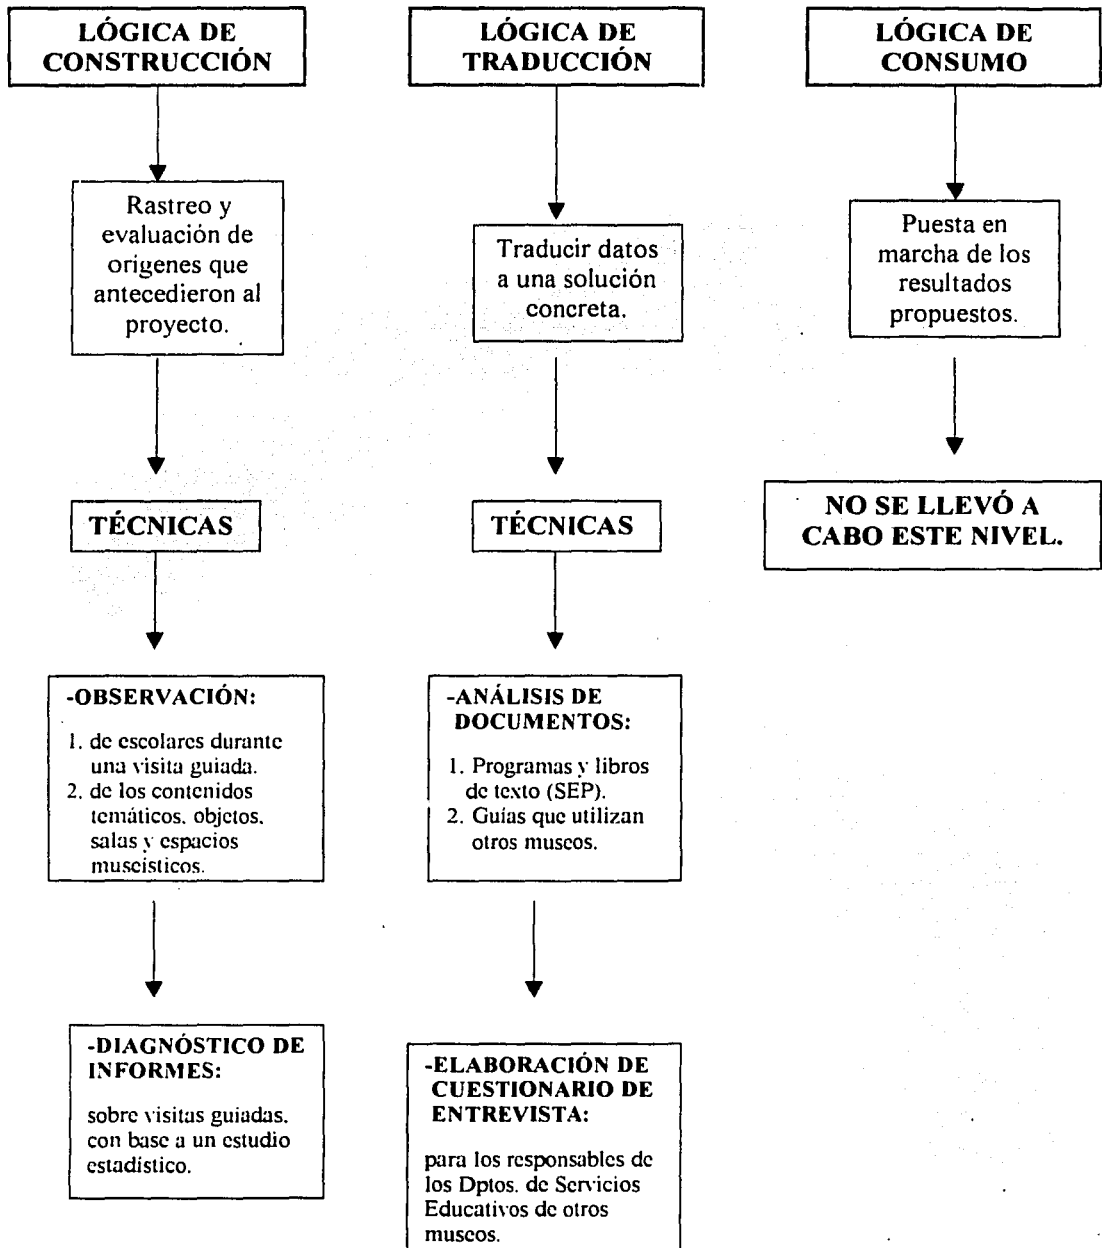 LÓGICA DE
CONSTRUCCIÓN
Rastreo y
evaluación de
orígenes que
antecedieron al
proyecto.
TÉCNICAS
-OBSERVACIÓN:
1. de escolares durante
una visita guiada.
2. de los contenidos
temáticos, objetos,
salas y espacios
museísticos.
-DIAGNÓSTICO DE
INFORMES:
sobre visitas guiadas,
con base a un estudio
estadístico.
LÓGICA DE
TRADUCCIÓN
Traducir datos
a una solución
concreta.
TÉCNICAS
-ANÁLISIS DE
DOCUMENTOS:
1. Programas y libros
de texto (SEP).
2. Guías que utilizan
otros museos.
-ELABORACIÓN DE
CUESTIONARIO DE
ENTREVISTA:
para los responsables de
los Dptos. de Servicios
Educativos de otros
museos.
LÓGICA DE
CONSUMO
Puesta en
marcha de los
resultados
propuestos.
NO SE LLEVÓ A
CABO ESTE NIVEL.